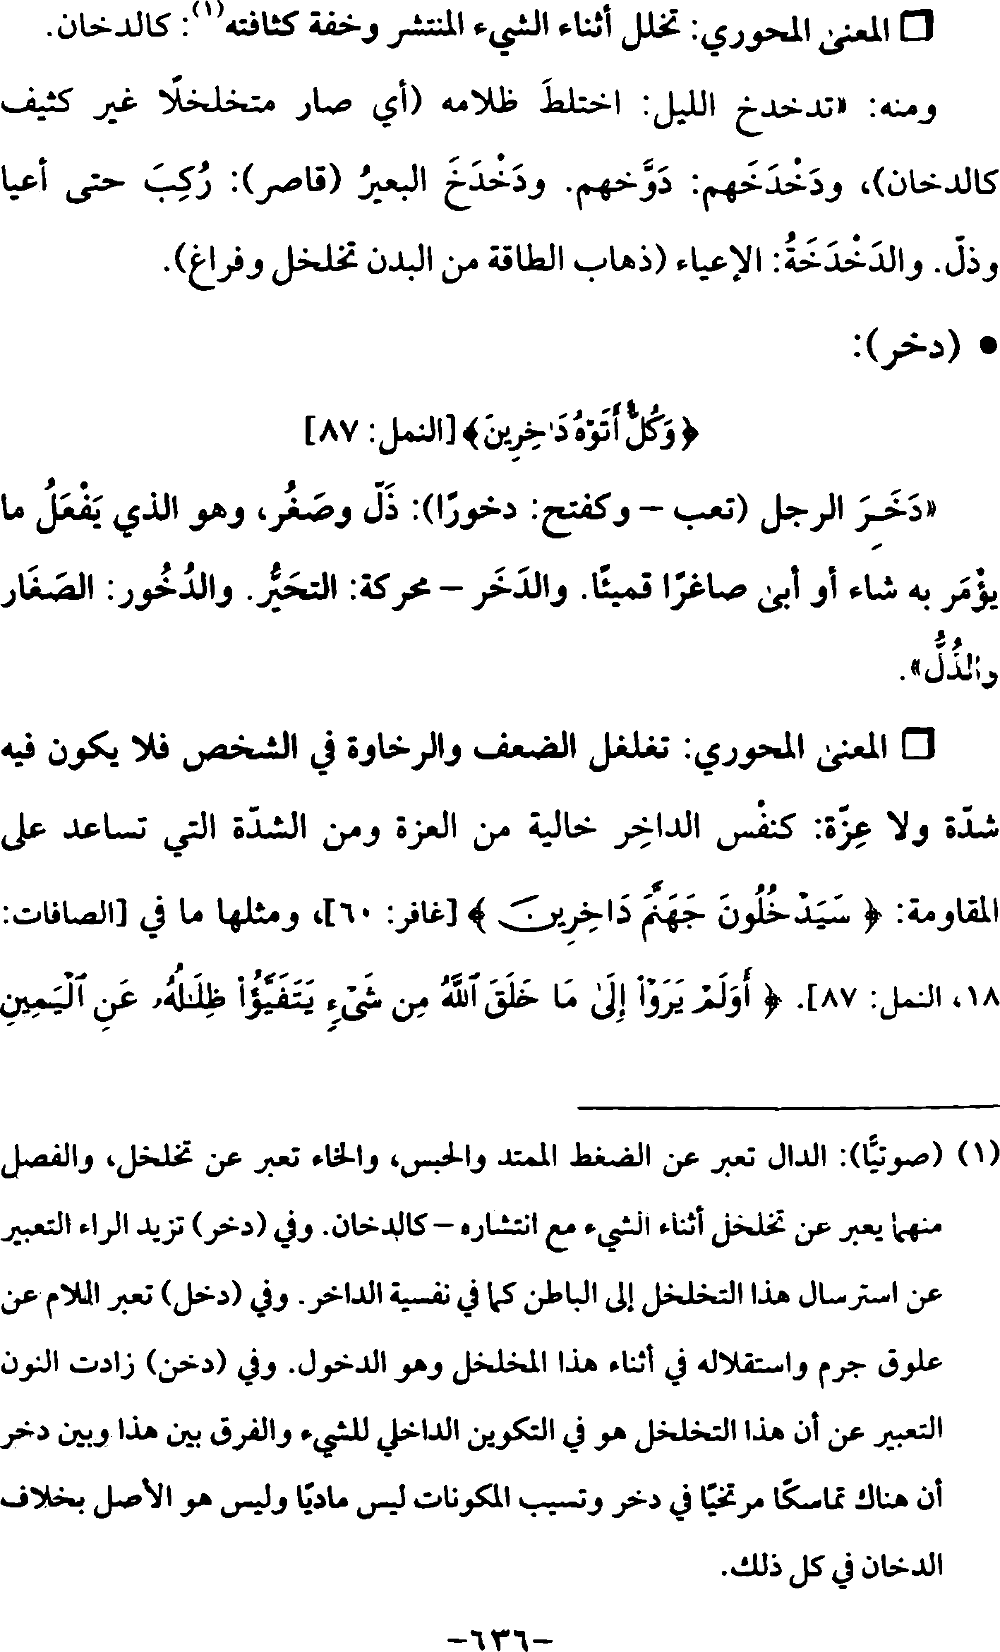 □ المعنى المحوري: تخلل أثناء الشيء المنتشر وخفة كثافته(١): كالدخان.
ومنه: «تدخدخ الليل: اختلطَ ظلامه (أي صار متخلخلًا غير كثيف
كالدخان)، ودَخْدَخَهم: دَوَّخهم. ودَخْدَخَ البعيرُ (قاصر): رُكِبَ حتى أعيا
وذلّ. والدَخْدَخَةُ: الإعياء (ذهاب الطاقة من البدن تخلخل وفراغ).
• (دخر):
﴿وَكُلٌّ أَتَوْهُ دَٰخِرِينَ﴾ [النمل: ٨٧]
«دَخَِرَ الرجل (تعب – وكفتح: دخورًا): ذَلّ وصَغُر، وهو الذي يَفْعَلُ ما
يؤْمَر به شاء أو أبى صاغرًا قميئًا. والدَخَر – محركة: التحَيُّر. والدُخُور: الصَغَار
والذُلُّ».
□ المعنى المحوري: تغلغل الضعف والرخاوة في الشخص فلا يكون فيه
شدّة ولا عِزّة: كنفْس الداخِر خالية من العزة ومن الشدّة التي تساعد على
المقاومة: ﴿سَيَدْخُلُونَ جَهَنَّمَ دَاخِرِينَ﴾ [غافر: ٦٠]، ومثلها ما في [الصافات:
١٨، النمل: ٨٧]. ﴿أَوَلَمْ يَرَوْا۟ إِلَىٰ مَا خَلَقَ ٱللَّهُ مِن شَىْءٍ يَتَفَيَّؤُا۟ ظِلَـٰلُهُۥ عَنِ ٱلْيَمِينِ
(١) (صوتيًّا): الدال تعبر عن الضغط الممتد والحبس، والخاء تعبر عن تخلخل، والفصل
منهما يعبر عن تخلخل أثناء الشيء مع انتشاره – كالدخان. وفي (دخر) تزيد الراء التعبير
عن استرسال هذا التخلخل إلى الباطن كما في نفسية الداخر. وفي (دخل) تعبر اللام عن
علوق جرم واستقلاله في أثناء هذا المخلخل وهو الدخول. وفي (دخن) زادت النون
التعبير عن أن هذا التخلخل هو في التكوين الداخلي للشيء والفرق بين هذا وبين دخر
أن هناك تماسكًا مرتخيًا في دخر وتسيب المكونات ليس ماديًا وليس هو الأصل بخلاف
الدخان في كل ذلك.
–٦٣٦–